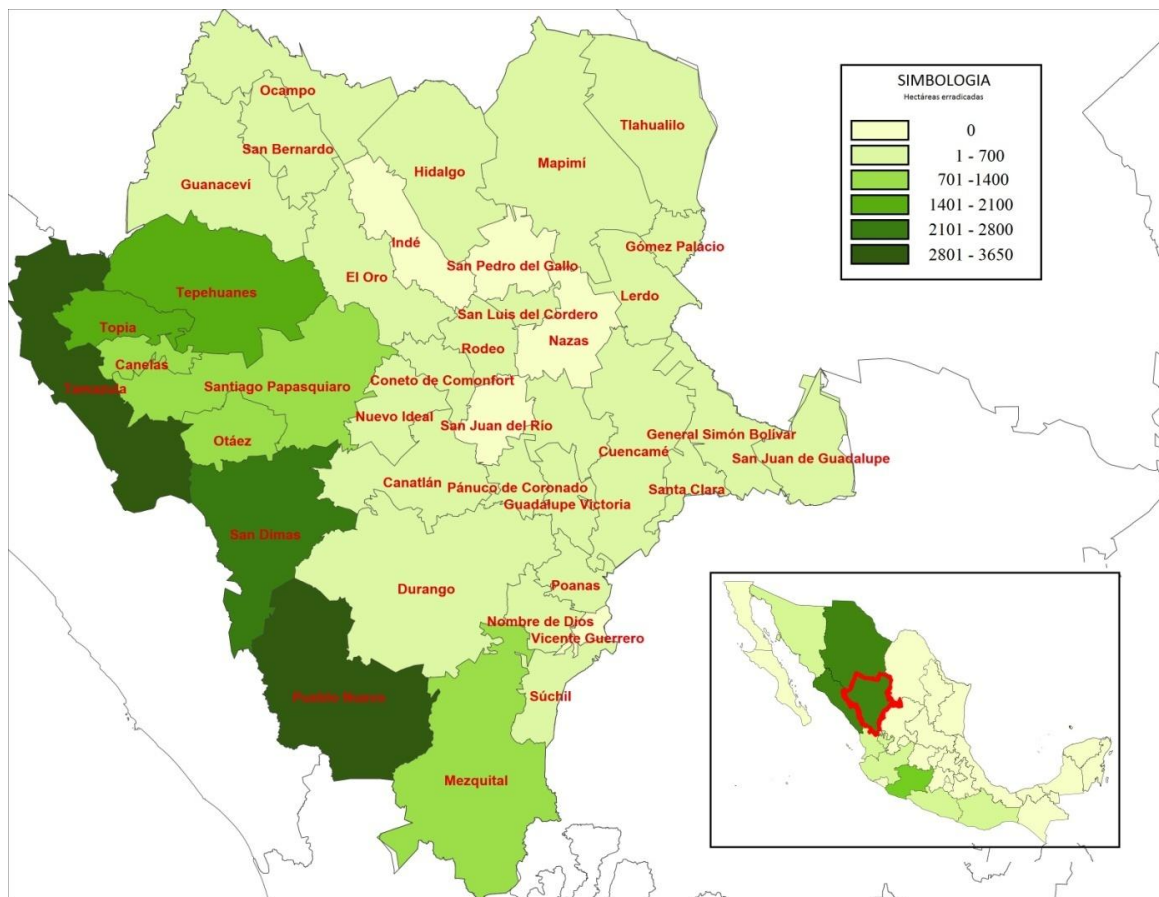 SIMBOLOGIA
Hectáreas erradicadas
0
1 - 700
701 -1400
1401 - 2100
2101 - 2800
2801 - 3650
Ocampo
Tlahualilo
San Bernardo
Mapimí
Hidalgo
Guanaceví
Indé
Gómez Palacio
San Pedro del Gallo
El Oro
Tepehuanes
Lerdo
San Luis del Cordero
Topia
Nazas
Rodeo
Canelas
Coneto de Comonfort
Santiago Papasquiaro
Tamazula
Nuevo Ideal
San Juan del Río
General Simón Bolívar
Otáez
Cuencamé
San Juan de Guadalupe
Canatlán
Pánuco de Coronado
Santa Clara
Guadalupe Victoria
San Dimas
Durango
Poanas
Nombre de Dios
Vicente Guerrero
Pueblo Nuevo
Súchil
Mezquital